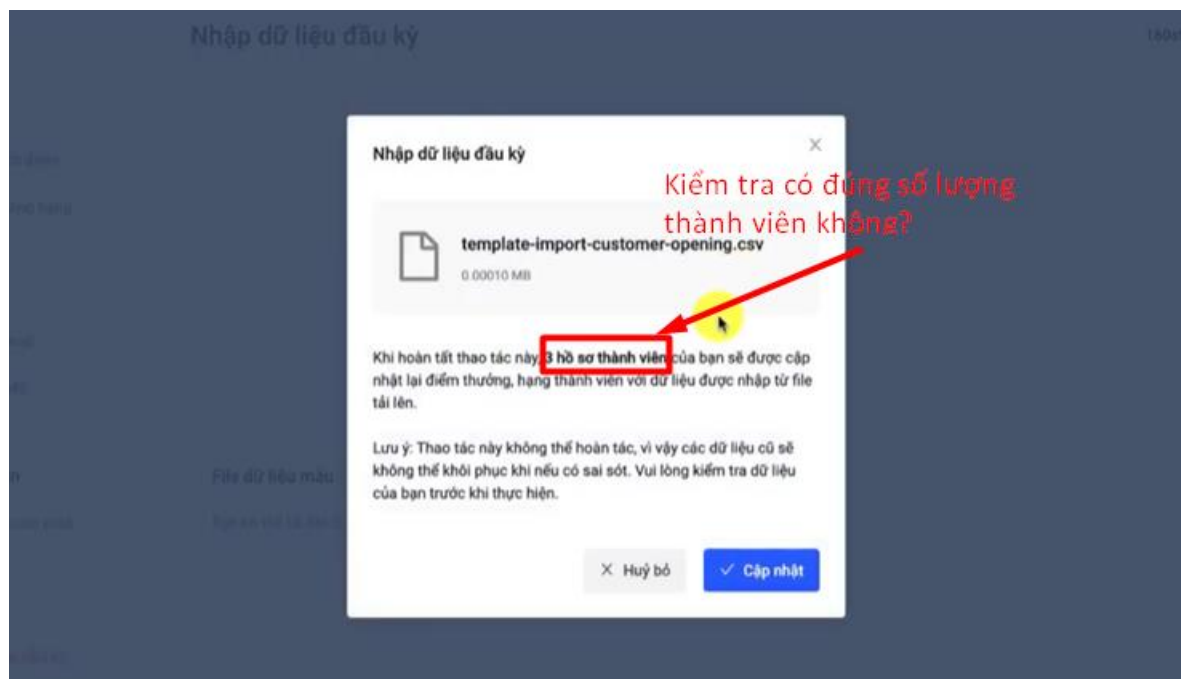 Nhập dữ liệu đầu kỳ
Nhập dữ liệu đầu kỳ
Kiểm tra có đúng số lượng
thành viên không?
template-import-customer-opening.csv
0.00010 MB
Khi hoàn tất thao tác này, 3 hồ sơ thành viên của bạn sẽ được cập
nhật lại điểm thưởng, hạng thành viên với dữ liệu được nhập từ file
tải lên.
Lưu ý: Thao tác này không thể hoàn tác, vì vậy các dữ liệu cũ sẽ
không thể khôi phục khi nếu có sai sót. Vui lòng kiểm tra dữ liệu
của bạn trước khi thực hiện.
File dữ liệu mẫu
Huỷ bỏ
Cập nhật